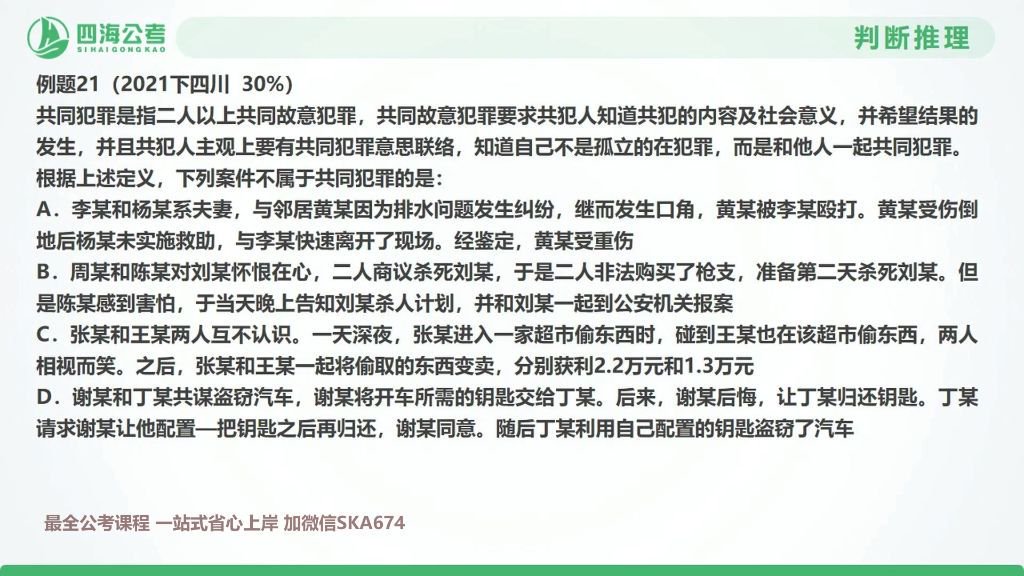 四海公考
SIHAIGONGKAO
判断推理
例题21（2021下四川 30%）
共同犯罪是指二人以上共同故意犯罪，共同故意犯罪要求共犯人知道共犯的内容及社会意义，并希望结果的
发生，并且共犯人主观上要有共同犯罪意思联络，知道自己不是孤立的在犯罪，而是和他人一起共同犯罪。
根据上述定义，下列案件不属于共同犯罪的是：
A．李某和杨某系夫妻，与邻居黄某因为排水问题发生纠纷，继而发生口角，黄某被李某殴打。黄某受伤倒
地后杨某未实施救助，与李某快速离开了现场。经鉴定，黄某受重伤
B．周某和陈某对刘某怀恨在心，二人商议杀死刘某，于是二人非法购买了枪支，准备第二天杀死刘某。但
是陈某感到害怕，于当天晚上告知刘某杀人计划，并和刘某一起到公安机关报案
C．张某和王某两人互不认识。一天深夜，张某进入一家超市偷东西时，碰到王某也在该超市偷东西，两人
相视而笑。之后，张某和王某一起将偷取的东西变卖，分别获利2.2万元和1.3万元
D．谢某和丁某共谋盗窃汽车，谢某将开车所需的钥匙交给丁某。后来，谢某后悔，让丁某归还钥匙。丁某
请求谢某让他配置—把钥匙之后再归还，谢某同意。随后丁某利用自己配置的钥匙盗窃了汽车
最全公考课程 一站式省心上岸 加微信SKA674